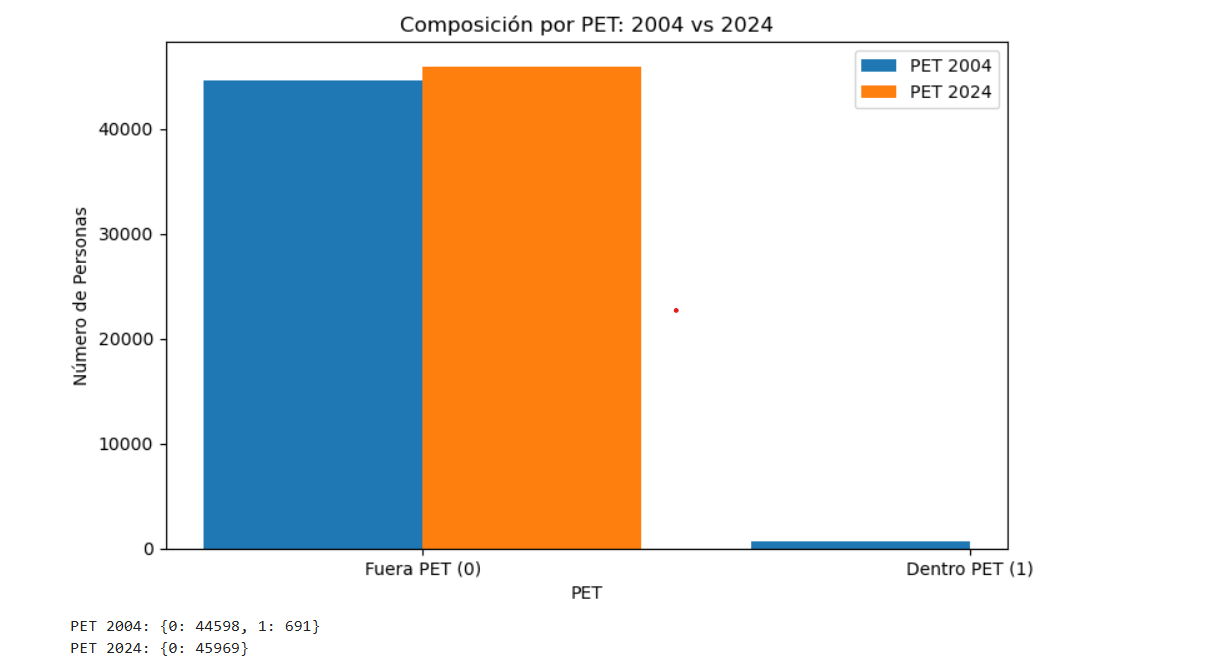 Composición por PET: 2004 vs 2024
PET 2004
PET 2024
Número de Personas
40000
30000
20000
10000
0
Fuera PET (0)
Dentro PET (1)
PET
PET 2004: {0: 44598, 1: 691}
PET 2024: {0: 45969}